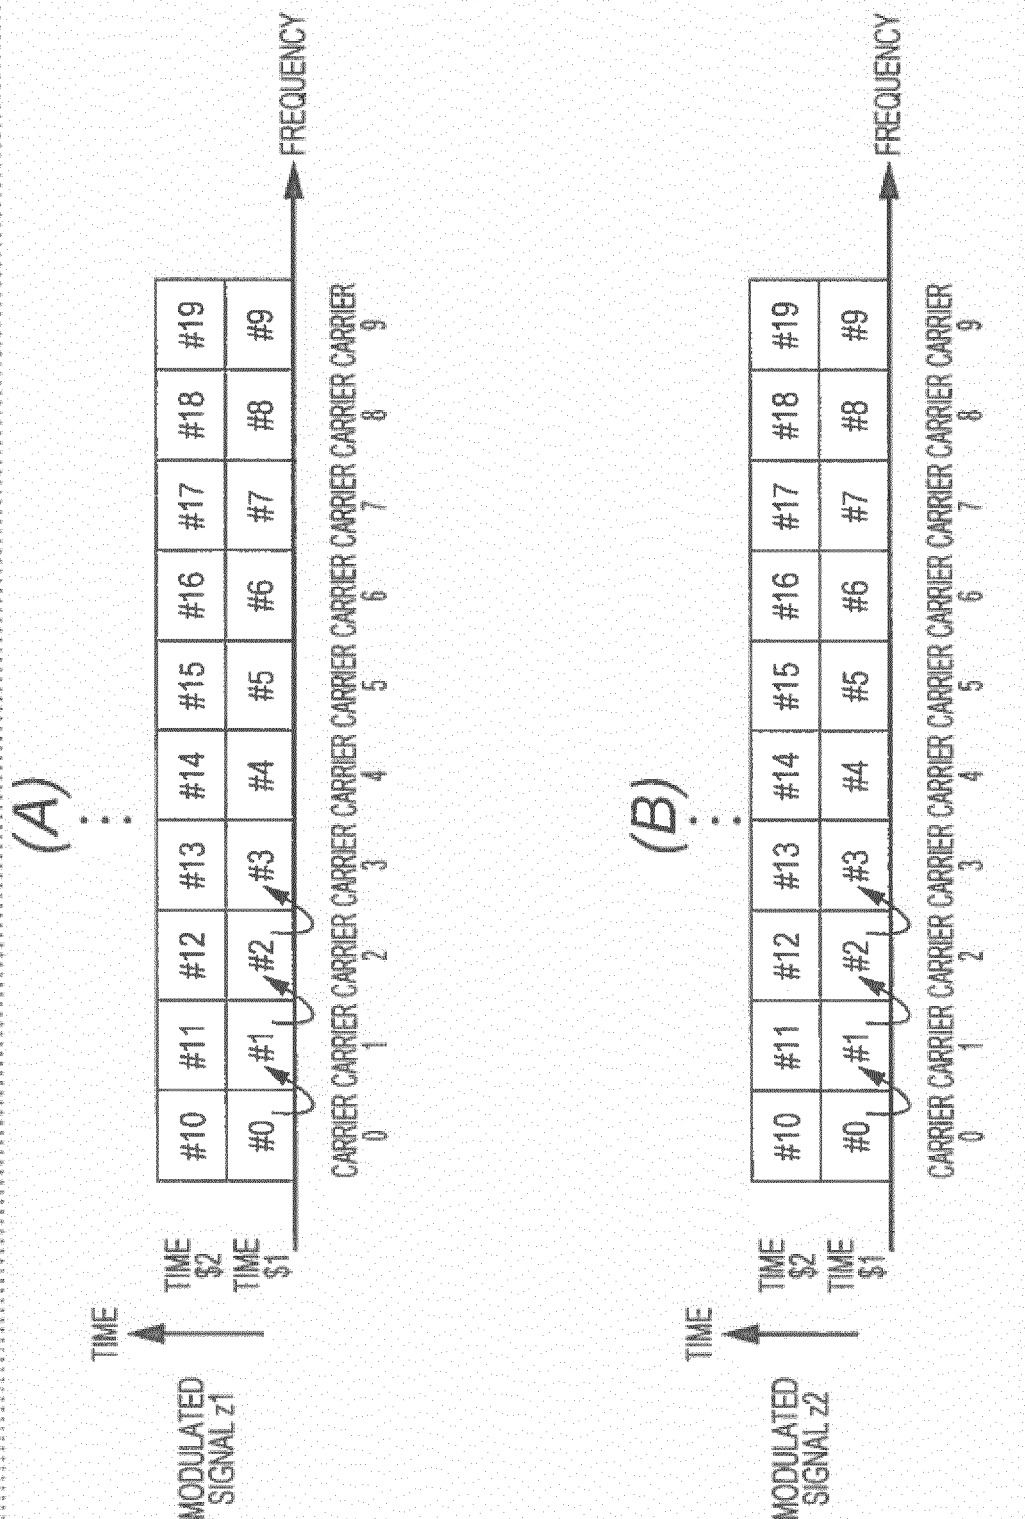 (A)
TIME
MODULATED
SIGNAL z1
TIME
$2
#10 #11 #12 #13 #14 #15 #16 #17 #18 #19
TIME
$1
#0 #1 #2 #3 #4 #5 #6 #7 #8 #9
FREQUENCY
CARRIER CARRIER CARRIER CARRIER CARRIER CARRIER CARRIER CARRIER CARRIER CARRIER
0 1 2 3 4 5 6 7 8 9
(B)
TIME
MODULATED
SIGNAL z2
TIME
$2
#10 #11 #12 #13 #14 #15 #16 #17 #18 #19
TIME
$1
#0 #1 #2 #3 #4 #5 #6 #7 #8 #9
FREQUENCY
CARRIER CARRIER CARRIER CARRIER CARRIER CARRIER CARRIER CARRIER CARRIER CARRIER
0 1 2 3 4 5 6 7 8 9